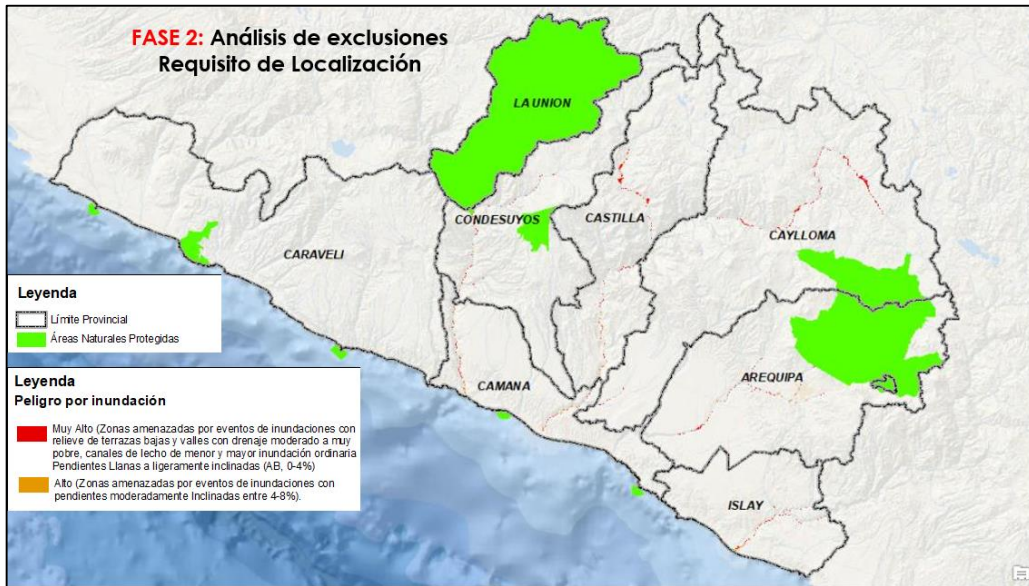 FASE 2: Análisis de exclusiones
Requisito de Localización
LA UNION
CONDESUYOS
CASTILLA
CAYLLOMA
CARAVELI
CAMANA
AREQUIPA
ISLAY
Leyenda
Límite Provincial
Áreas Naturales Protegidas
Leyenda
Peligro por inundación
Muy Alto (Zonas amenazadas por eventos de inundaciones con
relieve de terrazas bajas y valles con drenaje moderado a muy
pobre, canales de lecho de menor y mayor inundación ordinaria
Pendientes Llanas a ligeramente inclinadas (AB, 0-4%)
Alto (Zonas amenazadas por eventos de inundaciones con
pendientes moderadamente Inclinadas entre 4-8%).